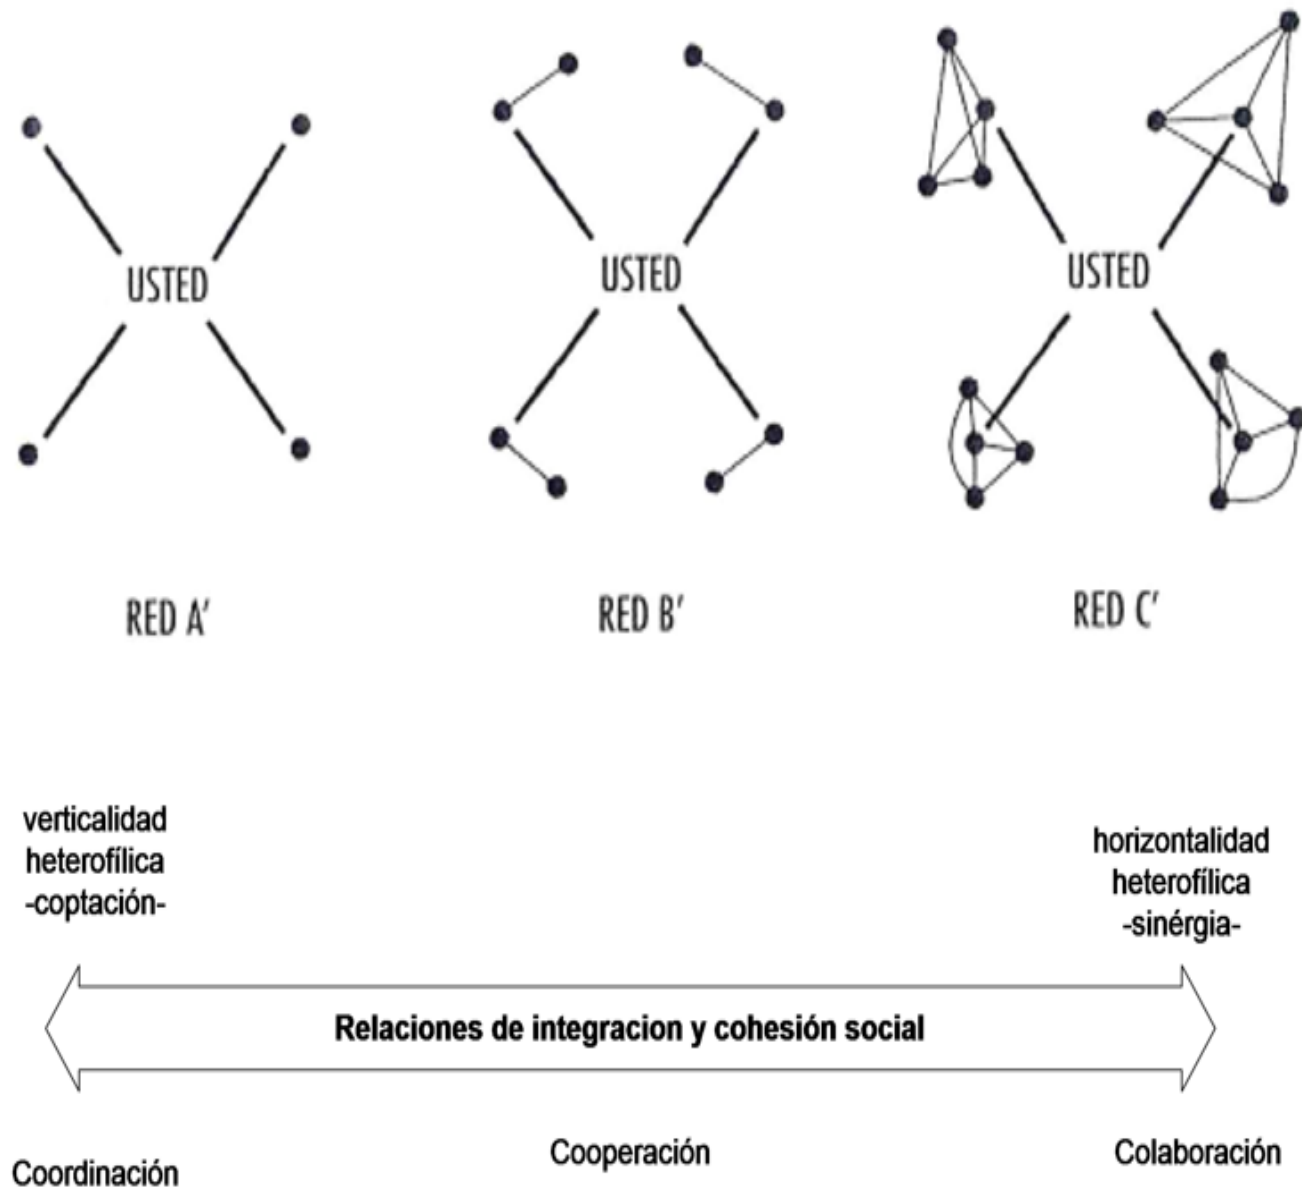 USTED
USTED
USTED
RED A'
RED B'
RED C'
verticalidad
heterofílica
-coptación-
horizontalidad
heterofílica
-sinérgia-
Relaciones de integracion y cohesión social
Coordinación
Cooperación
Colaboración